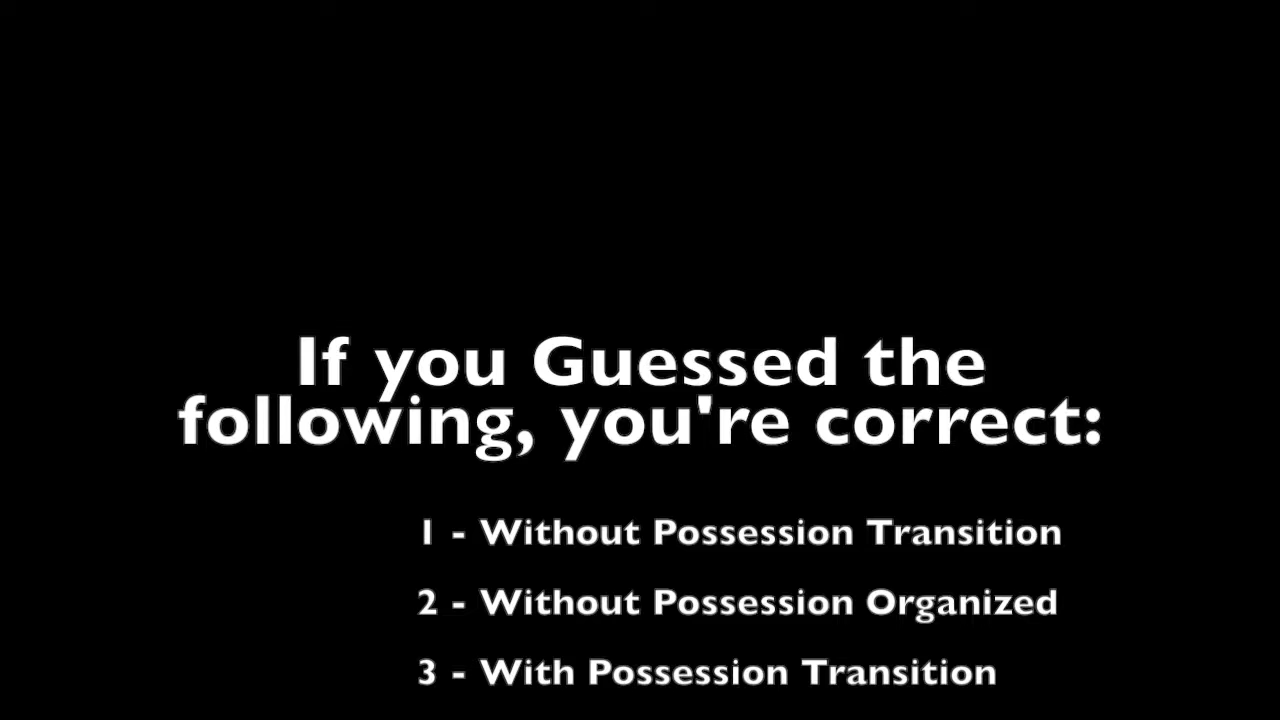 If you Guessed the
following, you're correct:
1 - Without Possession Transition
2 - Without Possession Organized
3 - With Possession Transition